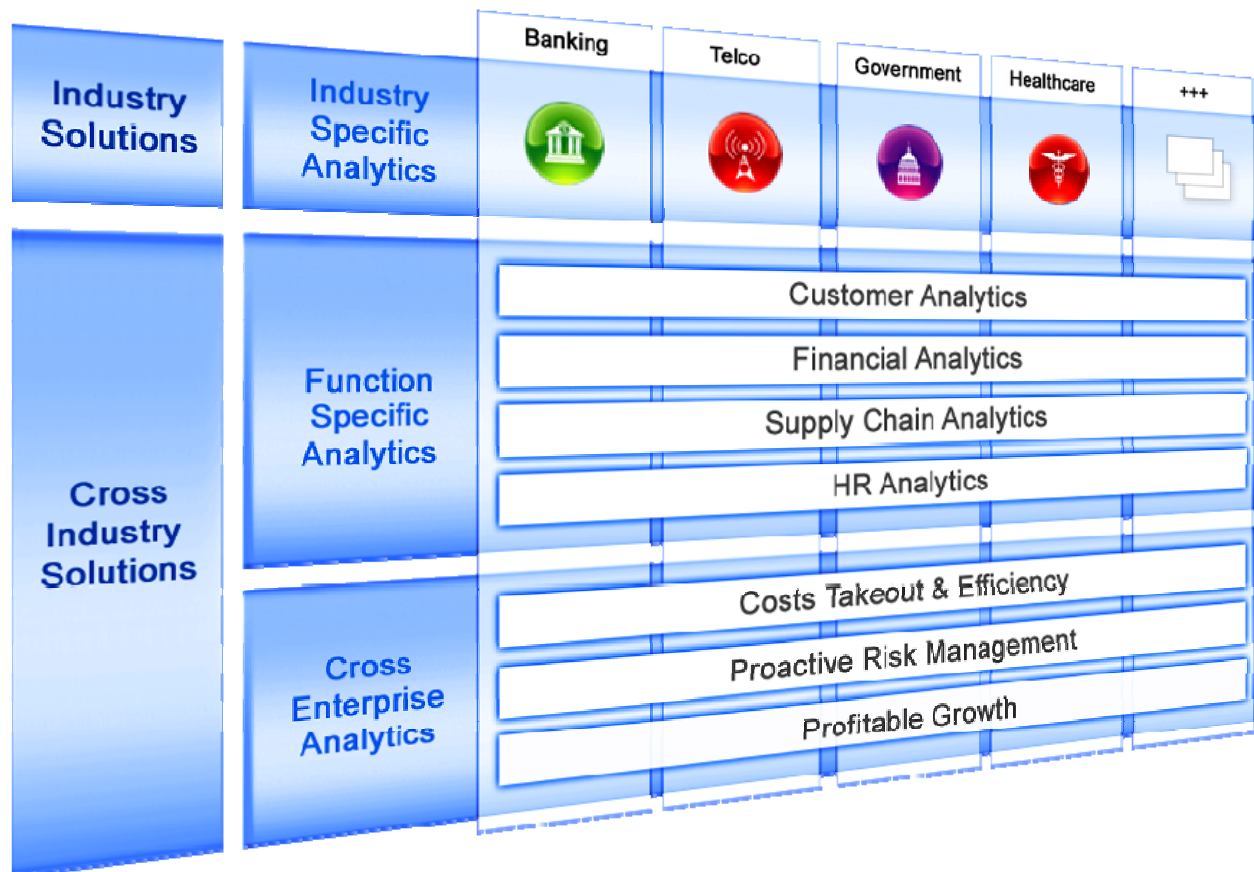 Banking
Telco
Government
Healthcare
+++
Industry
Solutions
Industry
Specific
Analytics
Cross
Industry
Solutions
Function
Specific
Analytics
Customer Analytics
Financial Analytics
Supply Chain Analytics
HR Analytics
Cross
Enterprise
Analytics
Costs Takeout & Efficiency
Proactive Risk Management
Profitable Growth